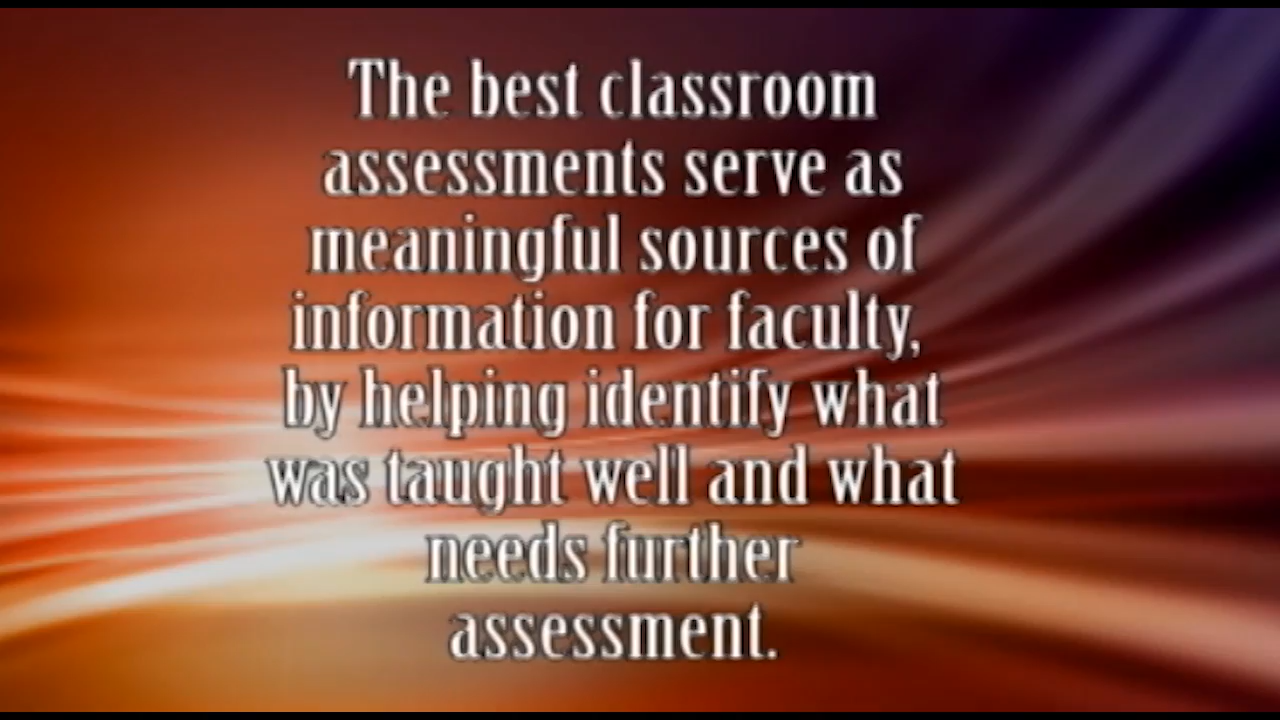 The best classroom
assessments serve as
meaningful sources of
information for faculty,
by helping identify what
was taught well and what
needs further
assessment.